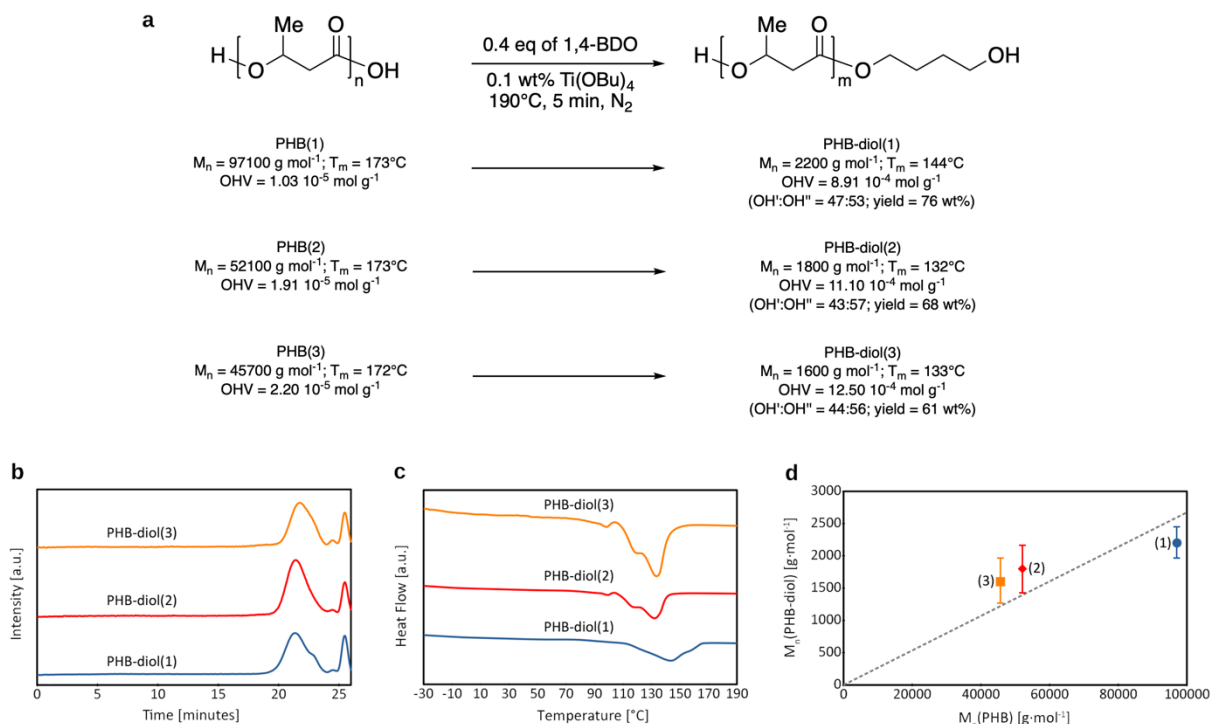 a
Me
O
H
O
n
OH
0.4 eq of 1,4-BDO
0.1 wt% Ti(OBu)₄
190°C, 5 min, N₂
Me
O
H
O
m
O
OH
PHB(1)
Mₙ = 97100 g mol⁻¹; Tₘ = 173°C
OHV = 1.03 10⁻⁵ mol g⁻¹
PHB-diol(1)
Mₙ = 2200 g mol⁻¹; Tₘ = 144°C
OHV = 8.91 10⁻⁴ mol g⁻¹
(OH':OH" = 47:53; yield = 76 wt%)
PHB(2)
Mₙ = 52100 g mol⁻¹; Tₘ = 173°C
OHV = 1.91 10⁻⁵ mol g⁻¹
PHB-diol(2)
Mₙ = 1800 g mol⁻¹; Tₘ = 132°C
OHV = 11.10 10⁻⁴ mol g⁻¹
(OH':OH" = 43:57; yield = 68 wt%)
PHB(3)
Mₙ = 45700 g mol⁻¹; Tₘ = 172°C
OHV = 2.20 10⁻⁵ mol g⁻¹
PHB-diol(3)
Mₙ = 1600 g mol⁻¹; Tₘ = 133°C
OHV = 12.50 10⁻⁴ mol g⁻¹
(OH':OH" = 44:56; yield = 61 wt%)
b
Intensity [a.u.]
PHB-diol(3)
PHB-diol(2)
PHB-diol(1)
0 5 10 15 20 25
Time [minutes]
c
Heat Flow [a.u.]
PHB-diol(3)
PHB-diol(2)
PHB-diol(1)
-30 -10 10 30 50 70 90 110 130 150 170 190
Temperature [°C]
d
Mₙ(PHB-diol) [g·mol⁻¹]
3000
2500
2000
1500
1000
500
0
(1)
(2)
(3)
0 20000 40000 60000 80000 100000
M (PHB) [g·mol⁻¹]